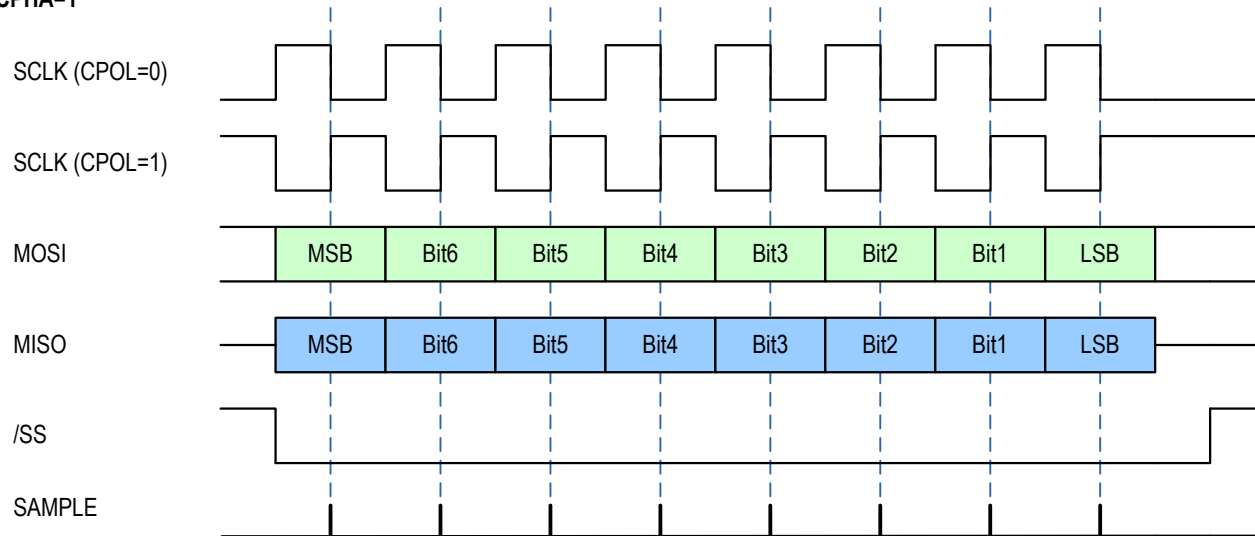 CPHA=1
SCLK (CPOL=0)
SCLK (CPOL=1)
MOSI MSB Bit6 Bit5 Bit4 Bit3 Bit2 Bit1 LSB
MISO MSB Bit6 Bit5 Bit4 Bit3 Bit2 Bit1 LSB
/SS
SAMPLE